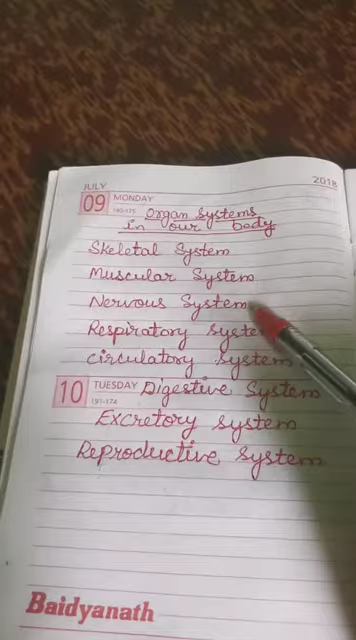 JULY 2018
09 MONDAY
190-175 Organ Systems
in our body
Skeletal System
Muscular System
Nervous System
Respiratory Syste
circulatory System
10 TUESDAY Digestive System
191-174
Excretory System
Reproductive System
Baidyanath